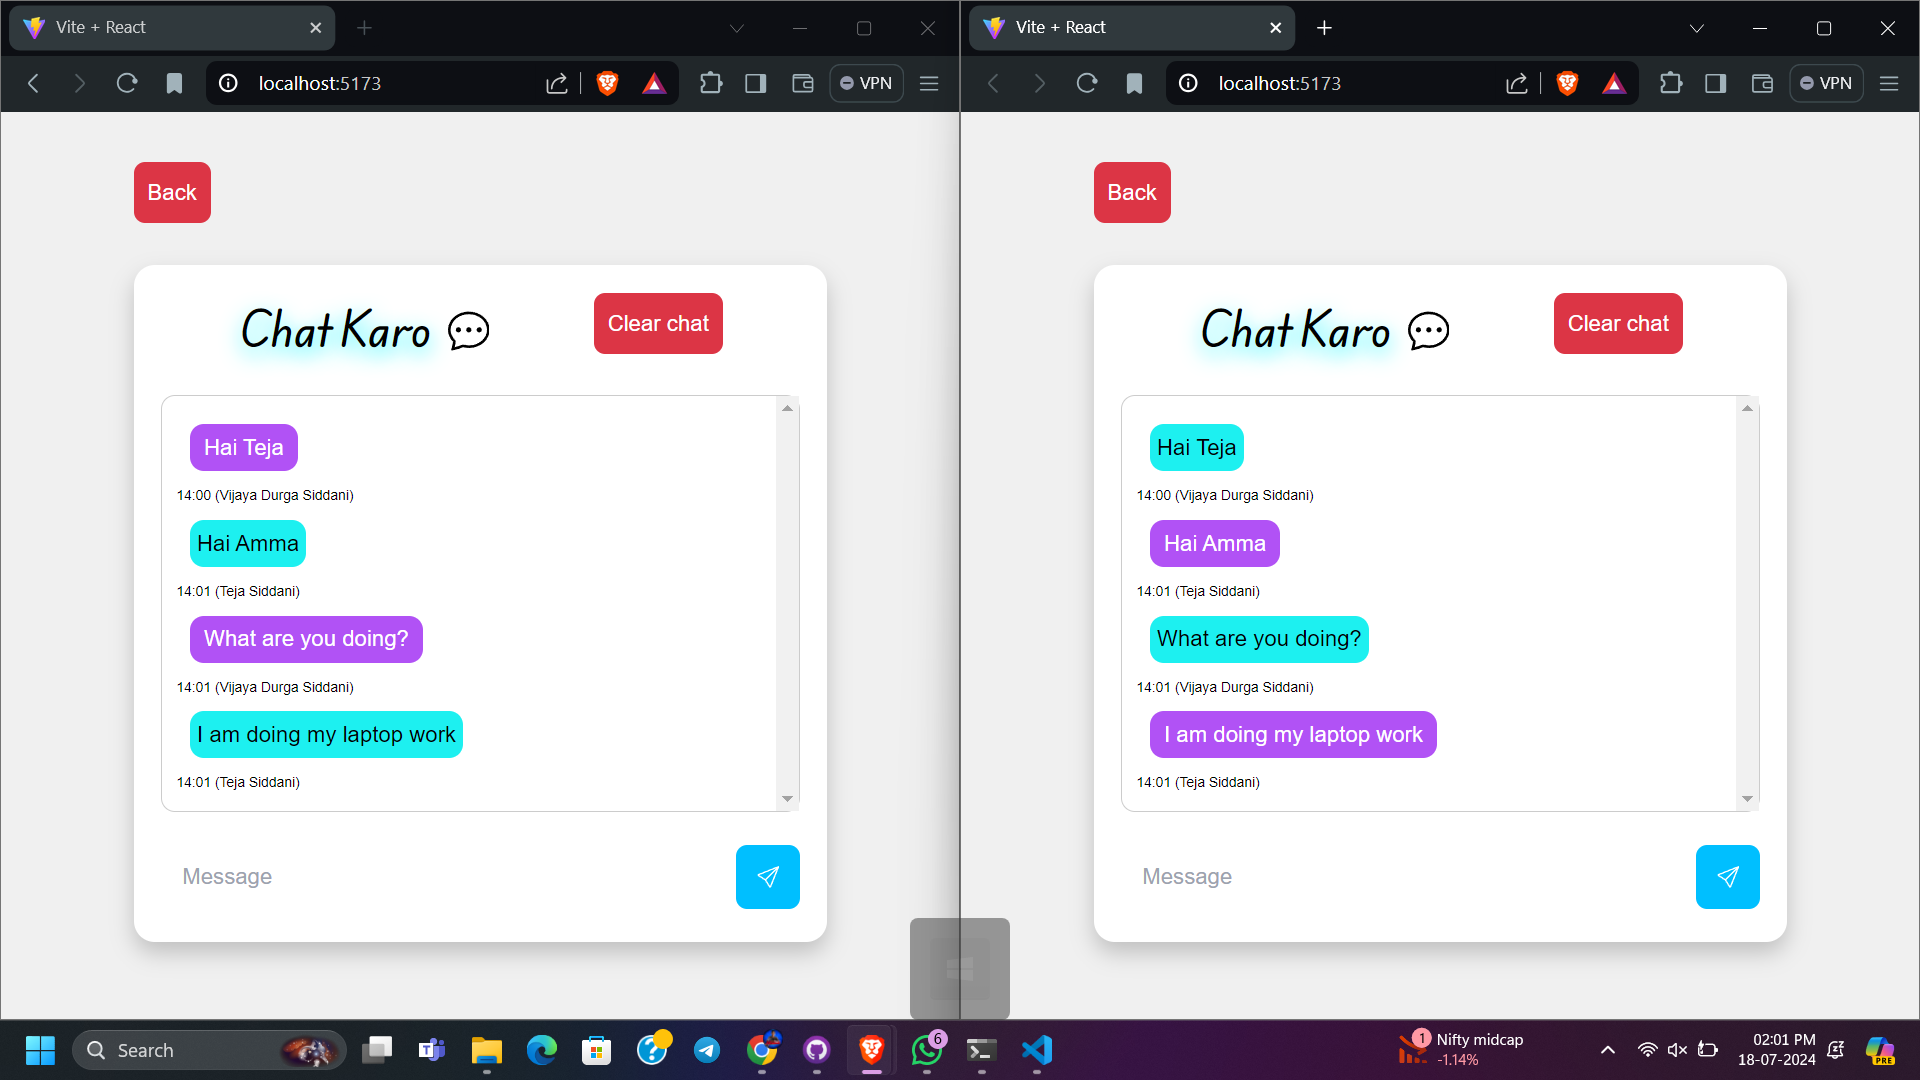 Vite + React
localhost:5173
VPN
Back
Chat Karo
Clear chat
Hai Teja
14:00 (Vijaya Durga Siddani)
Hai Amma
14:01 (Teja Siddani)
What are you doing?
14:01 (Vijaya Durga Siddani)
I am doing my laptop work
14:01 (Teja Siddani)
Message
Vite + React
localhost:5173
VPN
Back
Chat Karo
Clear chat
Hai Teja
14:00 (Vijaya Durga Siddani)
Hai Amma
14:01 (Teja Siddani)
What are you doing?
14:01 (Vijaya Durga Siddani)
I am doing my laptop work
14:01 (Teja Siddani)
Message
Search
6
1
Nifty midcap
-1.14%
02:01 PM
18-07-2024
PRE